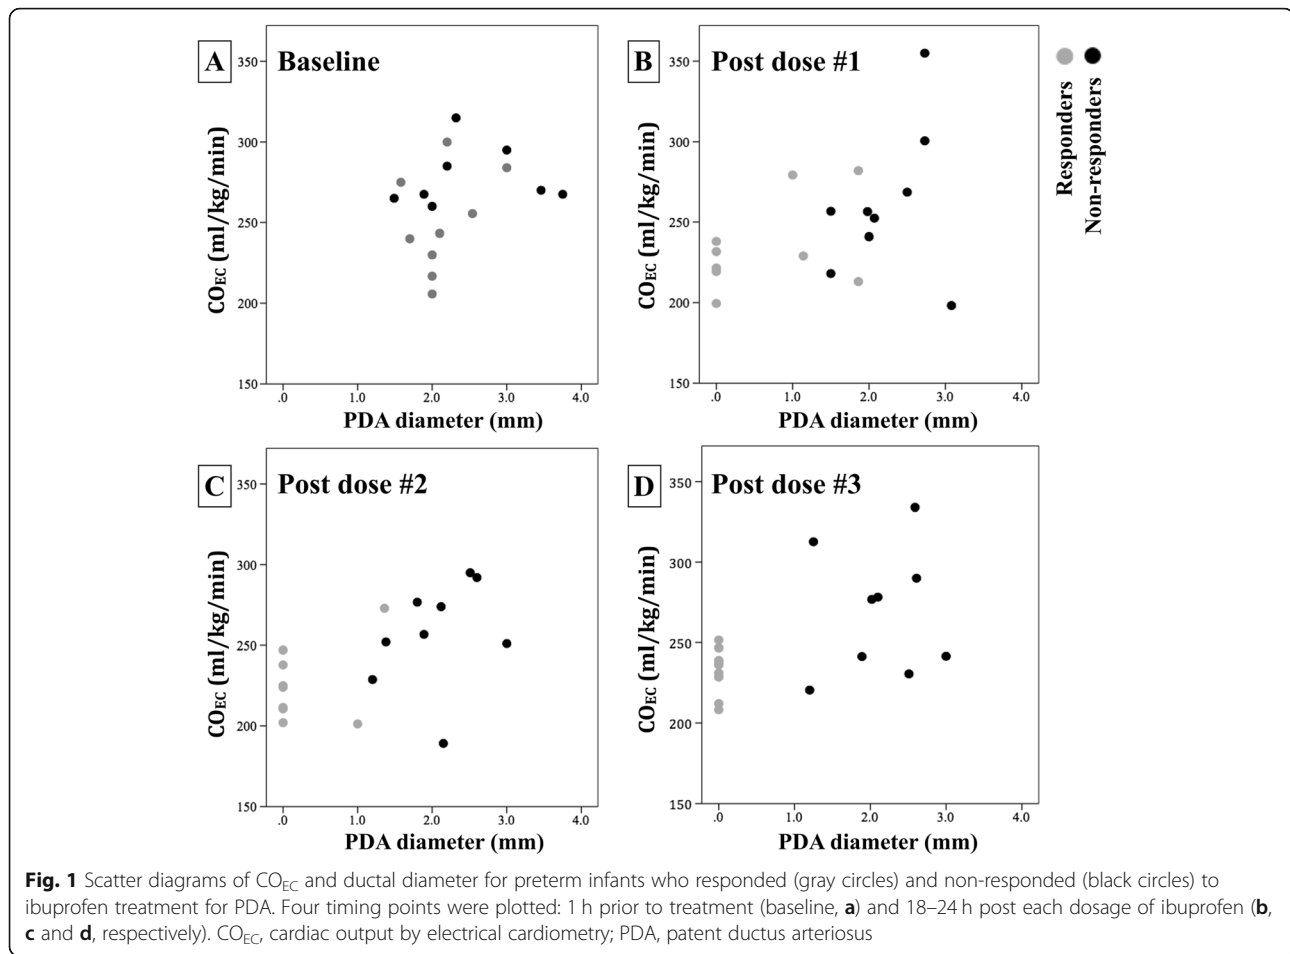 A Baseline
350
300
250
200
150
CO_EC (ml/kg/min)
.0 1.0 2.0 3.0 4.0
PDA diameter (mm)
B Post dose #1
350
300
250
200
150
CO_EC (ml/kg/min)
.0 1.0 2.0 3.0 4.0
PDA diameter (mm)
Responders
Non-responders
C Post dose #2
350
300
250
200
150
CO_EC (ml/kg/min)
.0 1.0 2.0 3.0 4.0
PDA diameter (mm)
D Post dose #3
350
300
250
200
150
CO_EC (ml/kg/min)
.0 1.0 2.0 3.0 4.0
PDA diameter (mm)
Fig. 1 Scatter diagrams of CO_EC and ductal diameter for preterm infants who responded (gray circles) and non-responded (black circles) to
ibuprofen treatment for PDA. Four timing points were plotted: 1 h prior to treatment (baseline, a) and 18–24 h post each dosage of ibuprofen (b,
c and d, respectively). CO_EC, cardiac output by electrical cardiometry; PDA, patent ductus arteriosus